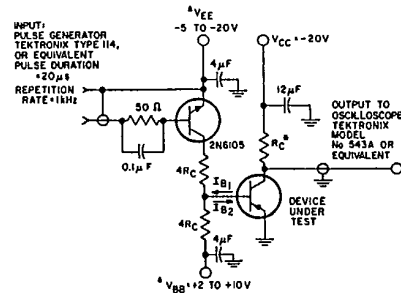 INPUT:
PULSE GENERATOR
TEKTRONIX TYPE 114,
OR EQUIVALENT
PULSE DURATION
=20μs
REPETITION
RATE=1kHz
*VEE
-5 TO -20V
4μF
VCC=-20V
12μF
OUTPUT TO
OSCILLOSCOPE
TEKTRONIX
MODEL
No 543A OR
EQUIVALENT
50 Ω
0.1μF
2N6105
RC*
4RC
IB1
IB2
4RC
DEVICE
UNDER
TEST
4μF
*VBB=+2 TO +10V